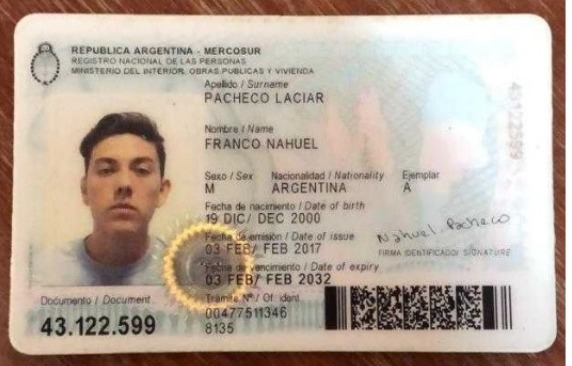 REPUBLICA ARGENTINA - MERCOSUR
REGISTRO NACIONAL DE LAS PERSONAS
MINISTERIO DEL INTERIOR, OBRAS PUBLICAS Y VIVIENDA
Apellido / Surname
PACHECO LACIAR
Nombre / Name
FRANCO NAHUEL
Sexo / Sex Nacionalidad / Nationality Ejemplar
M ARGENTINA A
Fecha de nacimiento / Date of birth
19 DIC/ DEC 2000
Fecha de emisión / Date of issue
03 FEB/ FEB 2017
Nahuel Pacheco
FIRMA IDENTIFICADO/ SIGNATURE
Fecha de vencimiento / Date of expiry
03 FEB/ FEB 2032
Documento / Document
43.122.599
Trámite Nº / Of. ident.
00477511346
8135
43122599